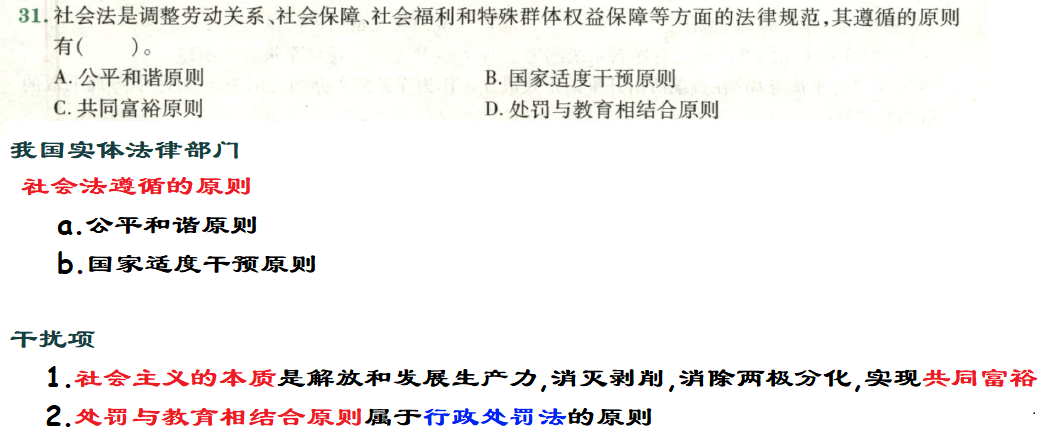 31. 社会法是调整劳动关系、社会保障、社会福利和特殊群体权益保障等方面的法律规范,其遵循的原则
有(　　)。
A. 公平和谐原则　　B. 国家适度干预原则
C. 共同富裕原则　　D. 处罚与教育相结合原则
我国实体法律部门
社会法遵循的原则
a.公平和谐原则
b.国家适度干预原则
干扰项
1.社会主义的本质是解放和发展生产力,消灭剥削,消除两极分化,实现共同富裕
2.处罚与教育相结合原则属于行政处罚法的原则